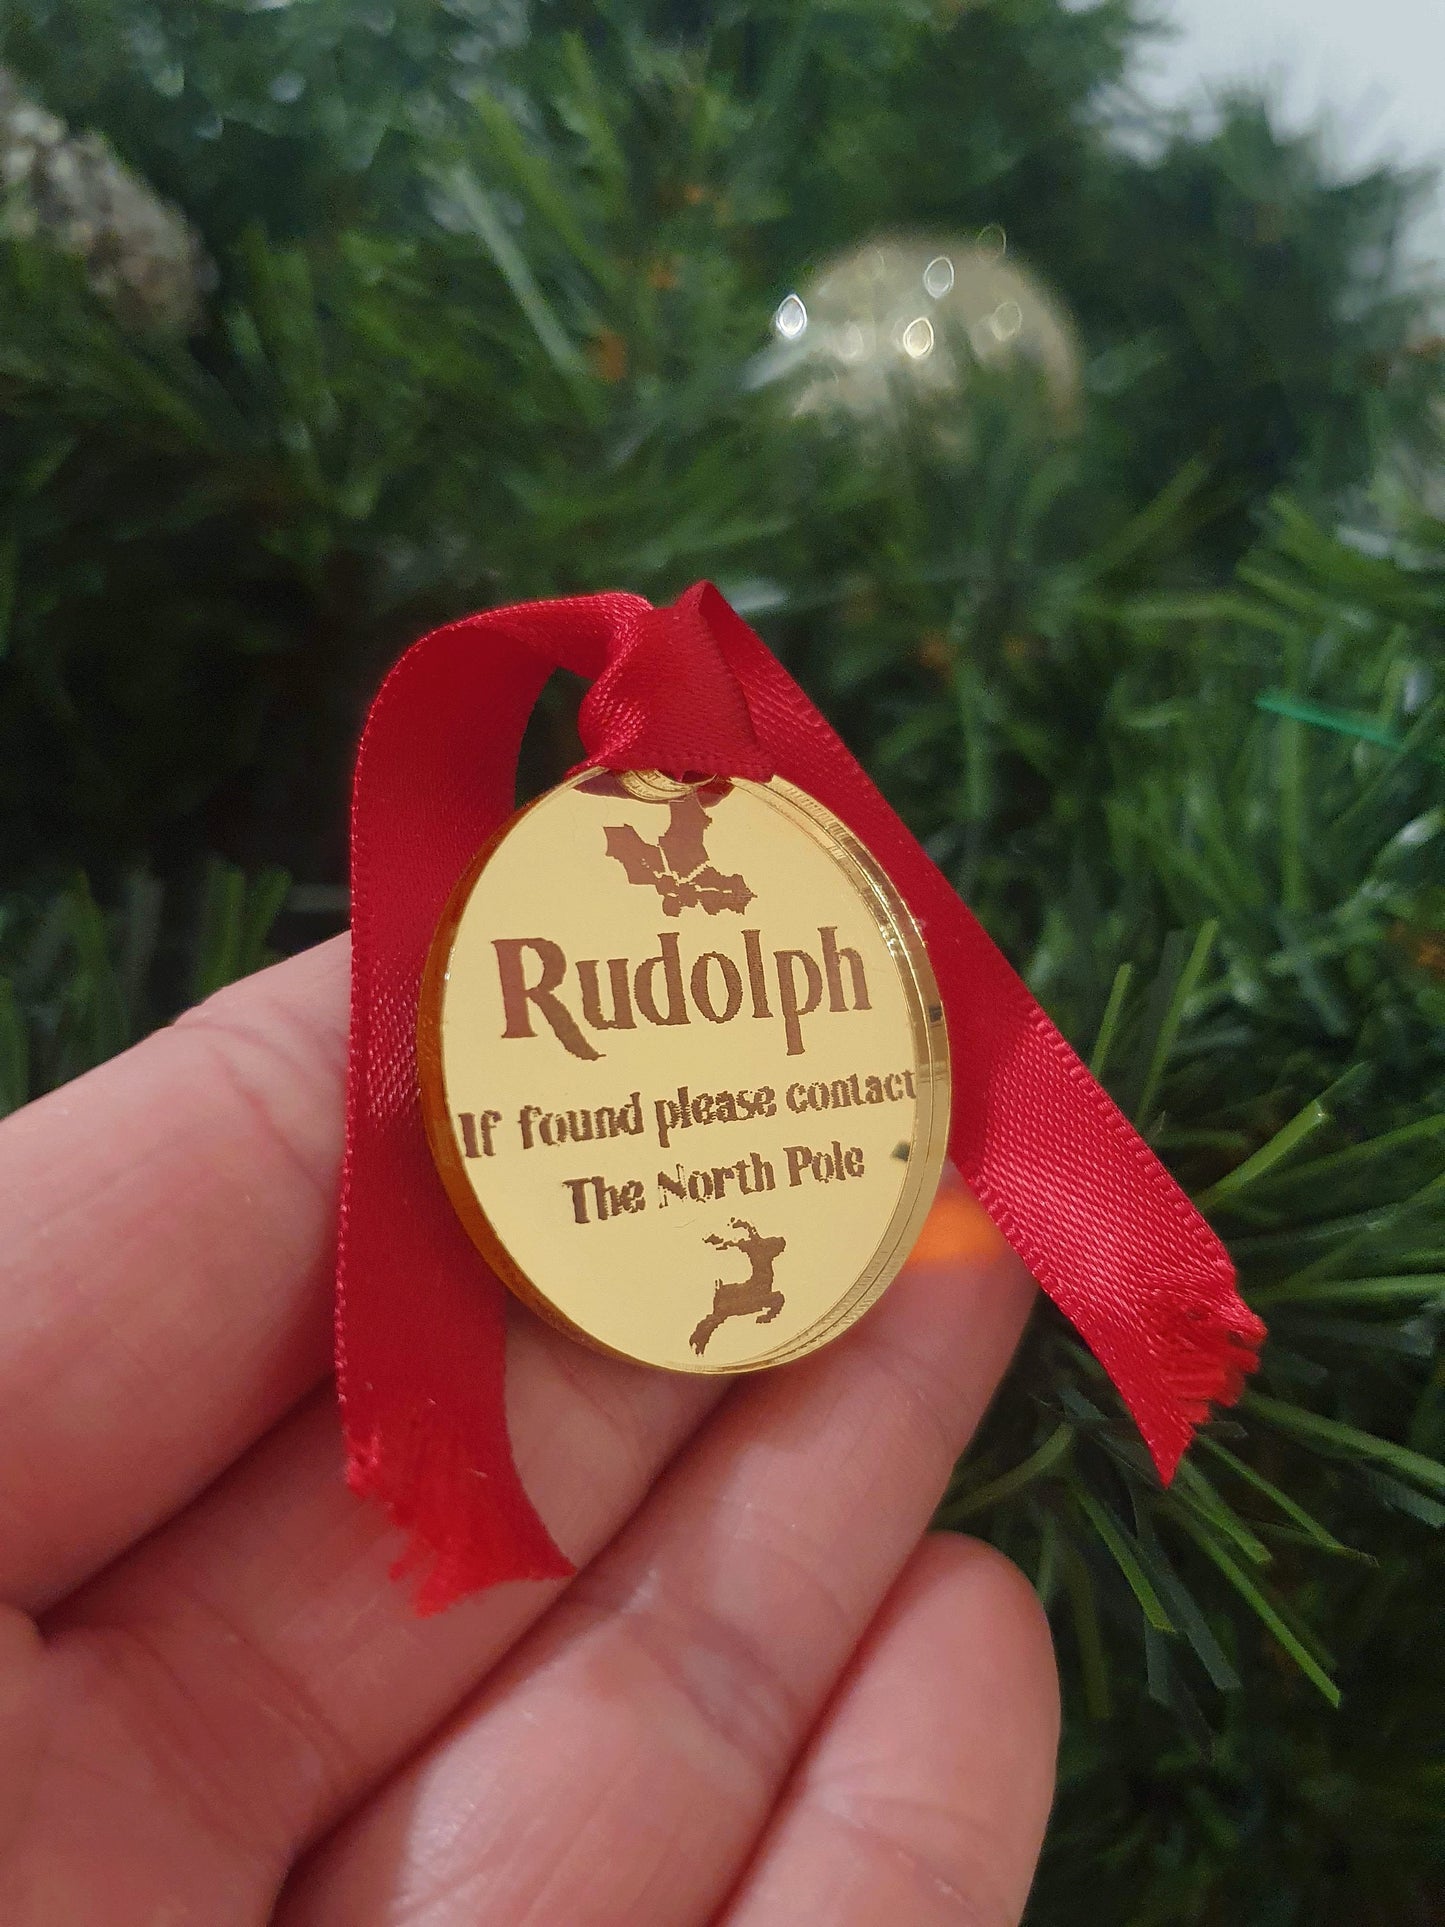 Rudolph
If found please contact
The North Pole